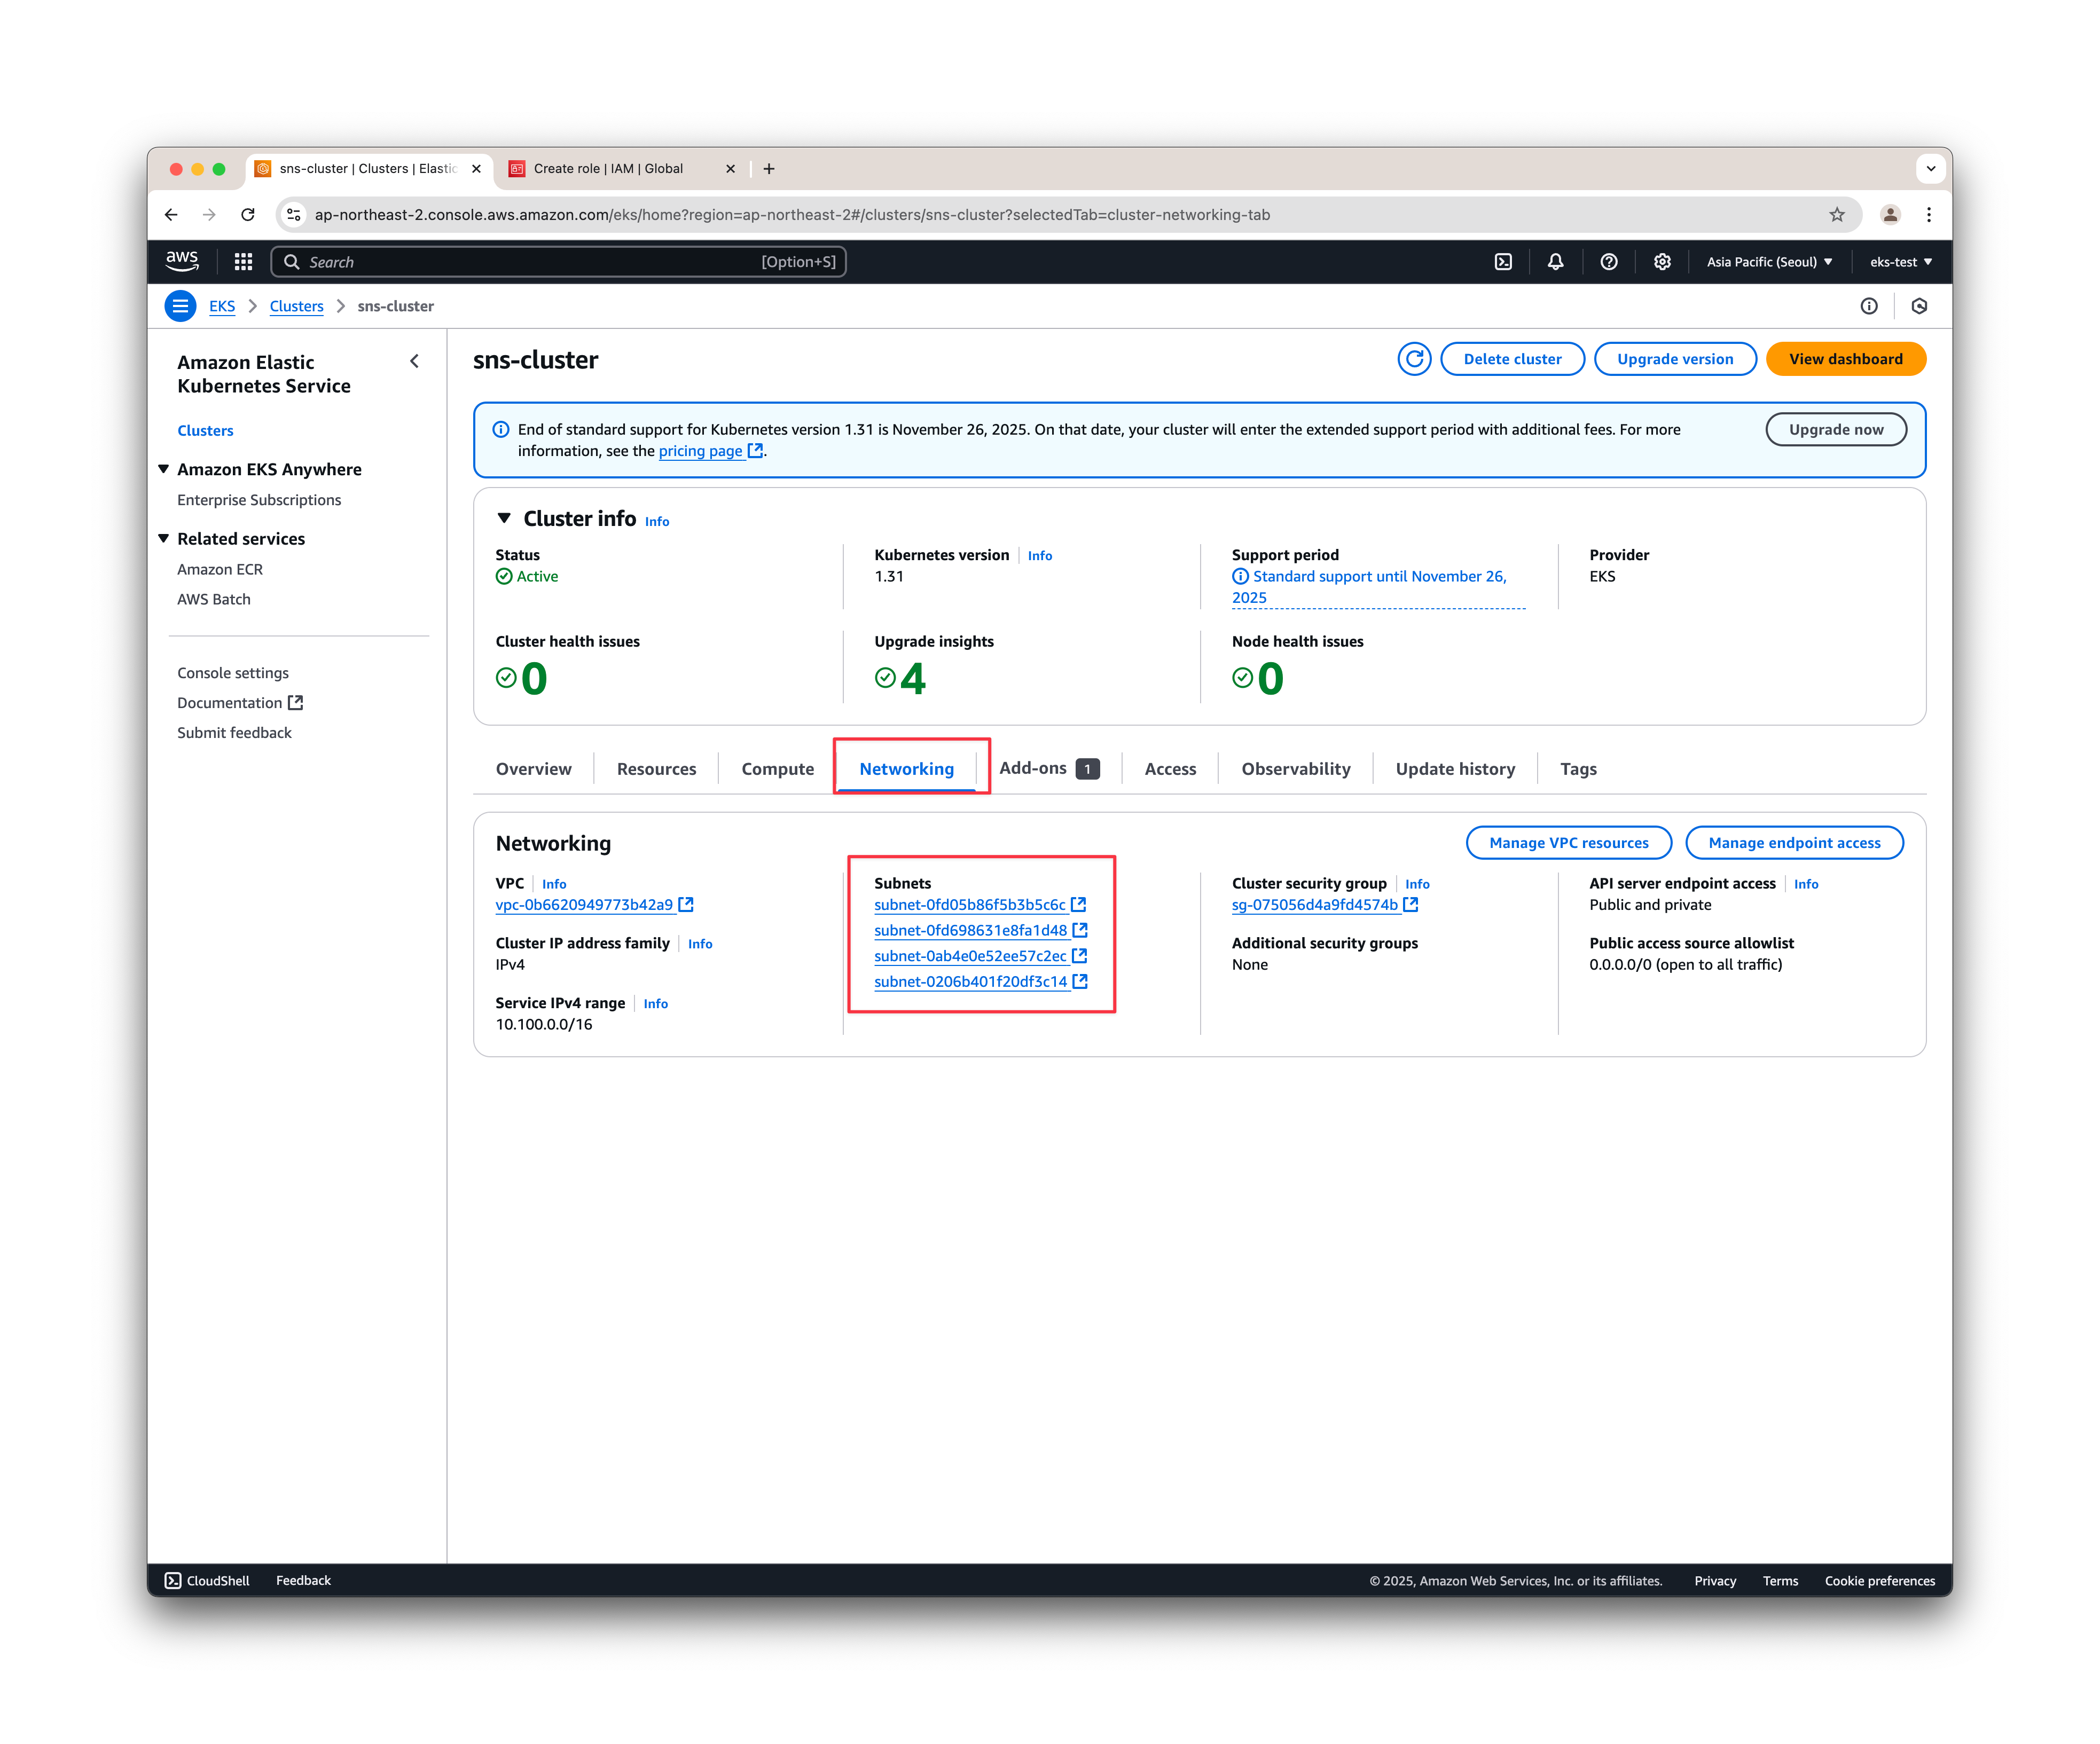 sns-cluster | Clusters | Elastic
Create role | IAM | Global
ap-northeast-2.console.aws.amazon.com/eks/home?region=ap-northeast-2#/clusters/sns-cluster?selectedTab=cluster-networking-tab
aws
Search
[Option+S]
Asia Pacific (Seoul)
eks-test
EKS
Clusters
sns-cluster
Amazon Elastic
Kubernetes Service
Clusters
Amazon EKS Anywhere
Enterprise Subscriptions
Related services
Amazon ECR
AWS Batch
Console settings
Documentation
Submit feedback
sns-cluster
Delete cluster
Upgrade version
View dashboard
End of standard support for Kubernetes version 1.31 is November 26, 2025. On that date, your cluster will enter the extended support period with additional fees. For more
information, see the pricing page.
Upgrade now
Cluster info Info
Status
Active
Kubernetes version Info
1.31
Support period
Standard support until November 26,
2025
Provider
EKS
Cluster health issues
0
Upgrade insights
4
Node health issues
0
Overview
Resources
Compute
Networking
Add-ons 1
Access
Observability
Update history
Tags
Networking
Manage VPC resources
Manage endpoint access
VPC Info
vpc-0b6620949773b42a9
Cluster IP address family Info
IPv4
Service IPv4 range Info
10.100.0.0/16
Subnets
subnet-0fd05b86f5b3b5c6c
subnet-0fd698631e8fa1d48
subnet-0ab4e0e52ee57c2ec
subnet-0206b401f20df3c14
Cluster security group Info
sg-075056d4a9fd4574b
Additional security groups
None
API server endpoint access Info
Public and private
Public access source allowlist
0.0.0.0/0 (open to all traffic)
CloudShell
Feedback
© 2025, Amazon Web Services, Inc. or its affiliates.
Privacy
Terms
Cookie preferences